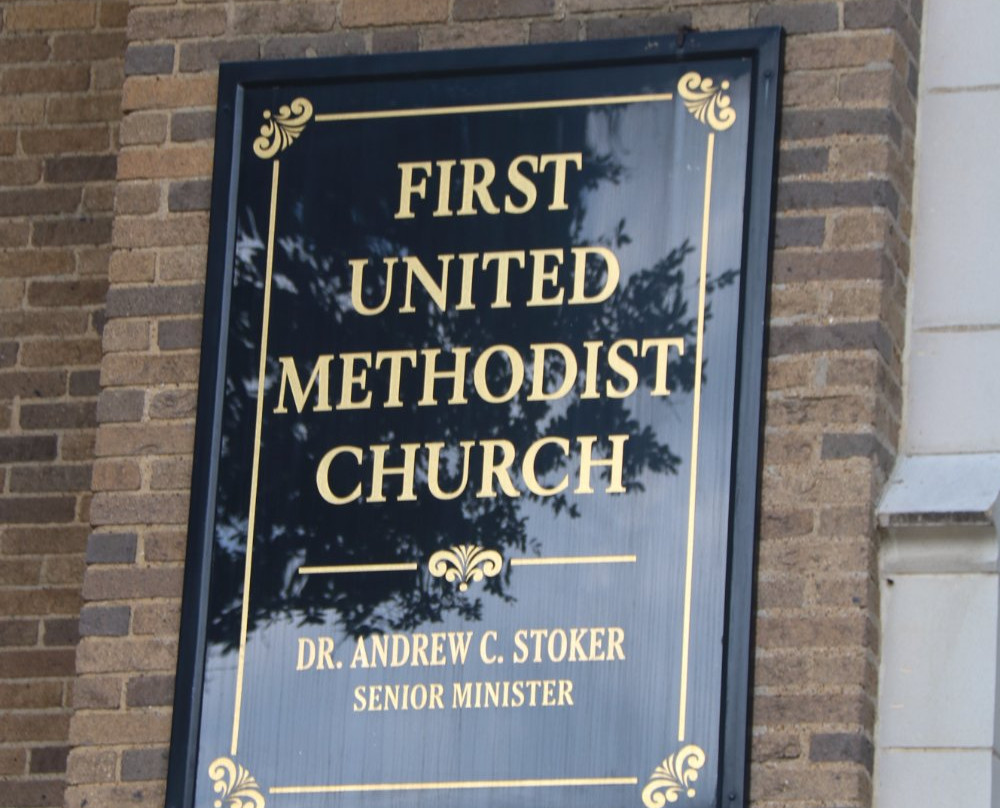 FIRST
UNITED
METHODIST
CHURCH
DR. ANDREW C. STOKER
SENIOR MINISTER